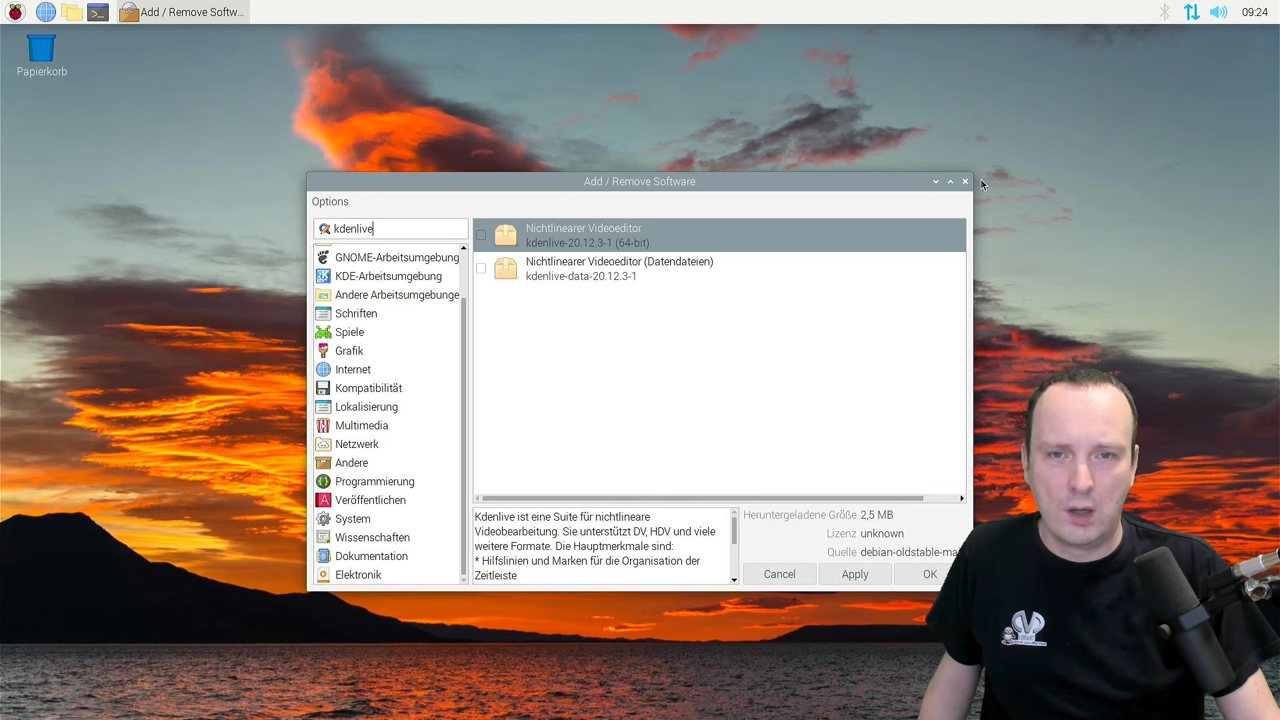 Add / Remove Softw...
09:24
Papierkorb
Add / Remove Software
Options
kdenlive
GNOME-Arbeitsumgebung
KDE-Arbeitsumgebung
Andere Arbeitsumgebunge
Schriften
Spiele
Grafik
Internet
Kompatibilität
Lokalisierung
Multimedia
Netzwerk
Andere
Programmierung
Veröffentlichen
System
Wissenschaften
Dokumentation
Elektronik
Nichtlinearer Videoeditor
kdenlive-20.12.3-1 (64-bit)
Nichtlinearer Videoeditor (Datendateien)
kdenlive-data-20.12.3-1
Kdenlive ist eine Suite für nichtlineare
Videobearbeitung. Sie unterstützt DV, HDV und viele
weitere Formate. Die Hauptmerkmale sind:
* Hilfslinien und Marken für die Organisation der
Zeitleiste
Heruntergeladene Größe 2,5 MB
Lizenz unknown
Quelle debian-oldstable-ma
Cancel
Apply
OK